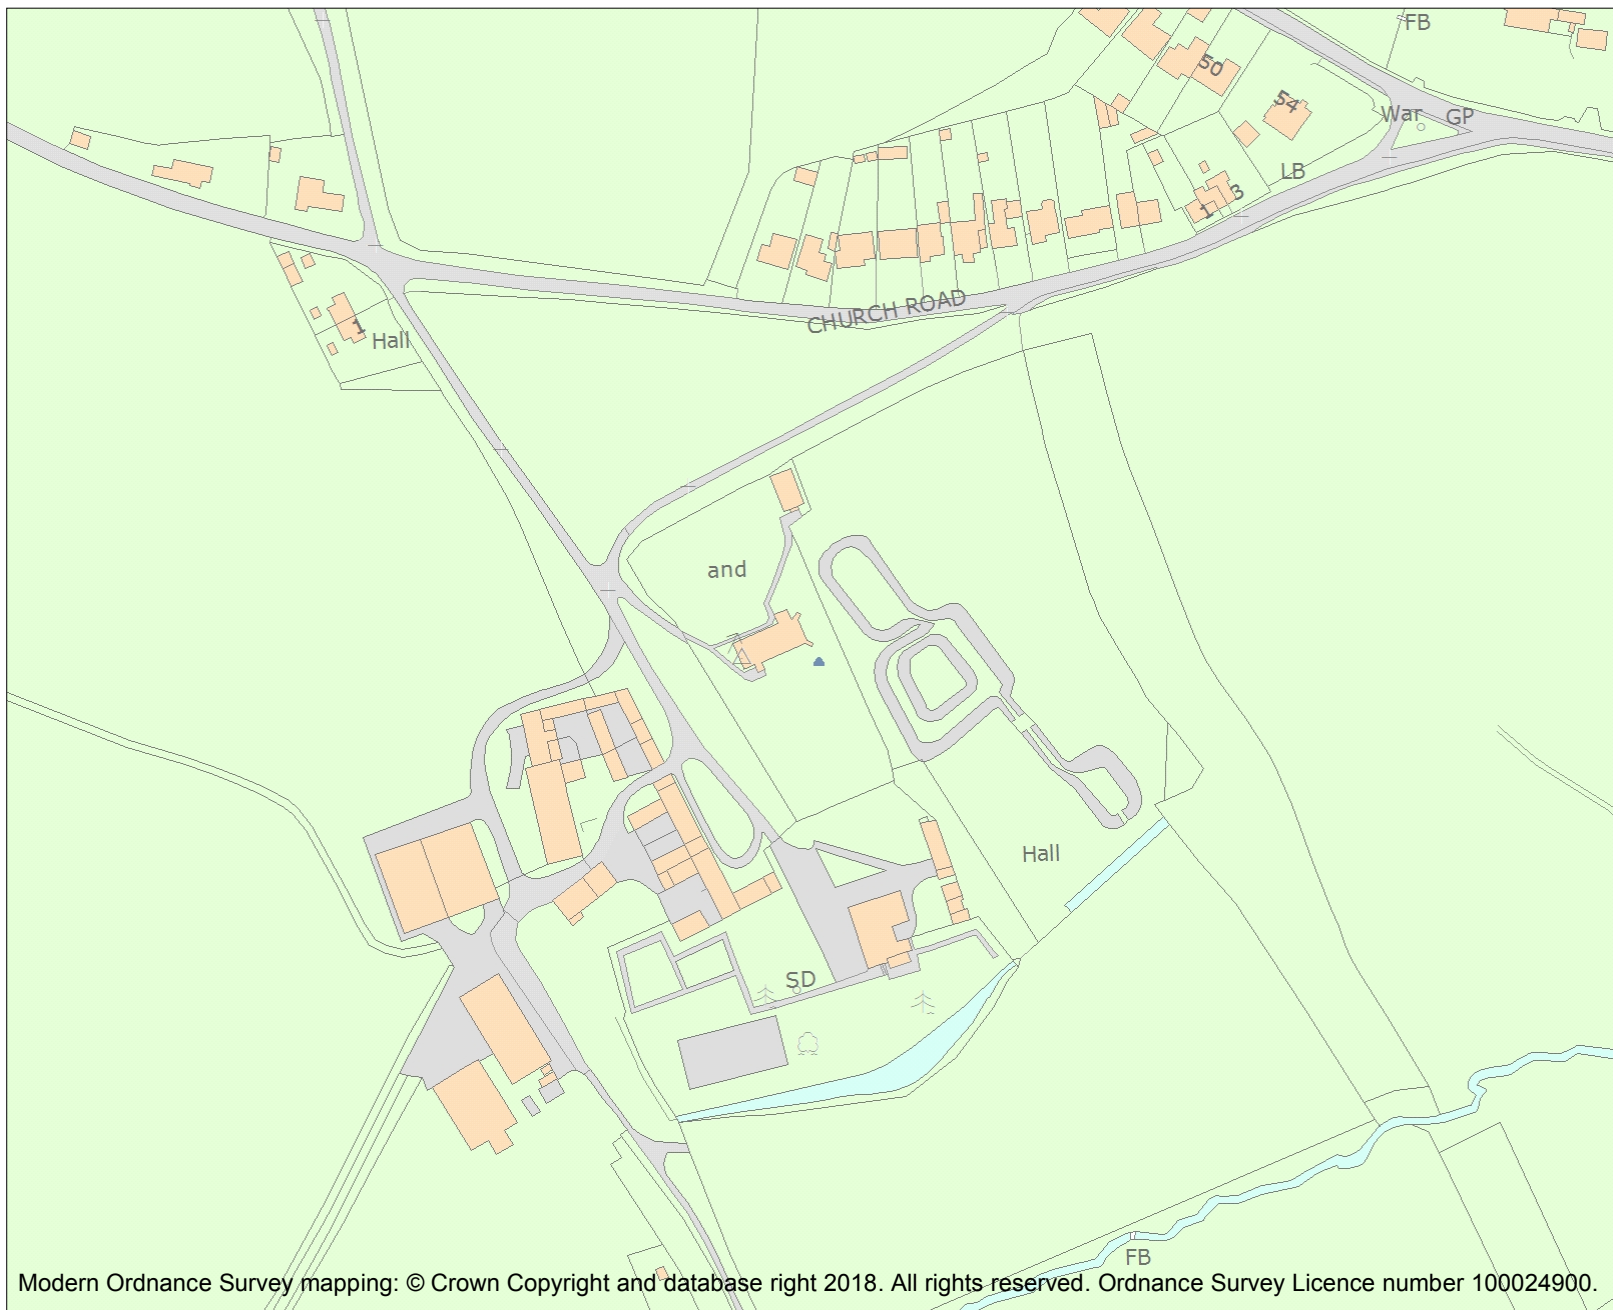 FB
50
54
War
GP
LB
3
1
CHURCH ROAD
1
Hall
and
Hall
SD
FB
Modern Ordnance Survey mapping: © Crown Copyright and database right 2018. All rights reserved. Ordnance Survey Licence number 100024900.